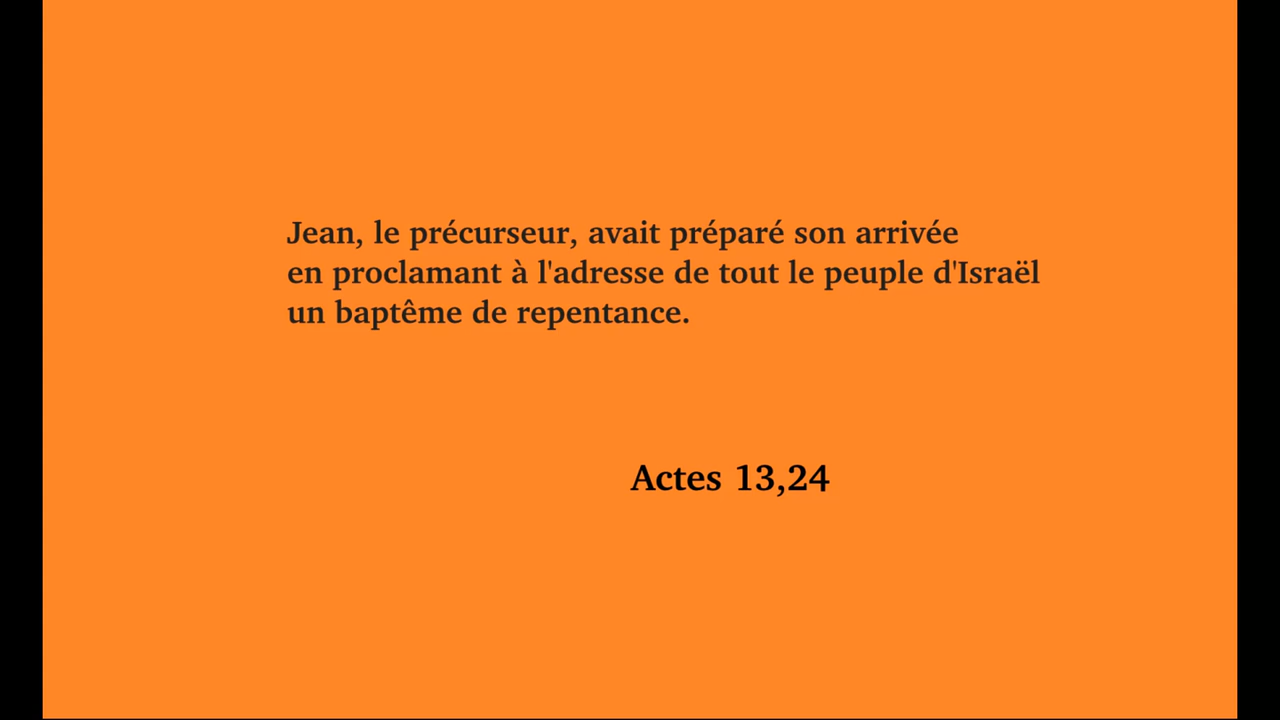 Jean, le précurseur, avait préparé son arrivée
en proclamant à l'adresse de tout le peuple d'Israël
un baptême de repentance.
Actes 13,24